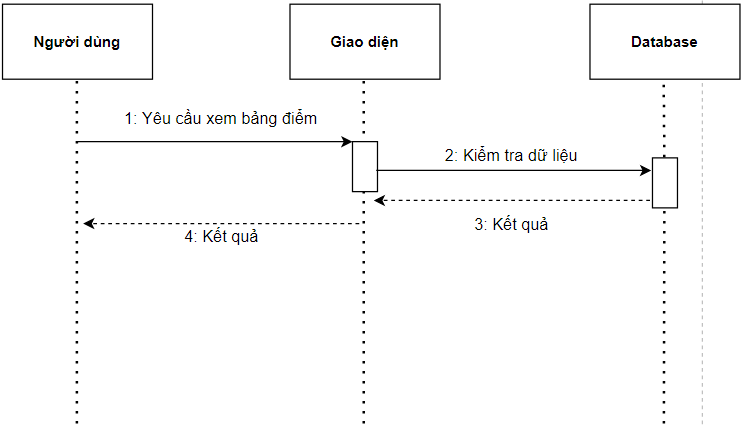 Người dùng
Giao diện
Database
1: Yêu cầu xem bảng điểm
2: Kiểm tra dữ liệu
3: Kết quả
4: Kết quả